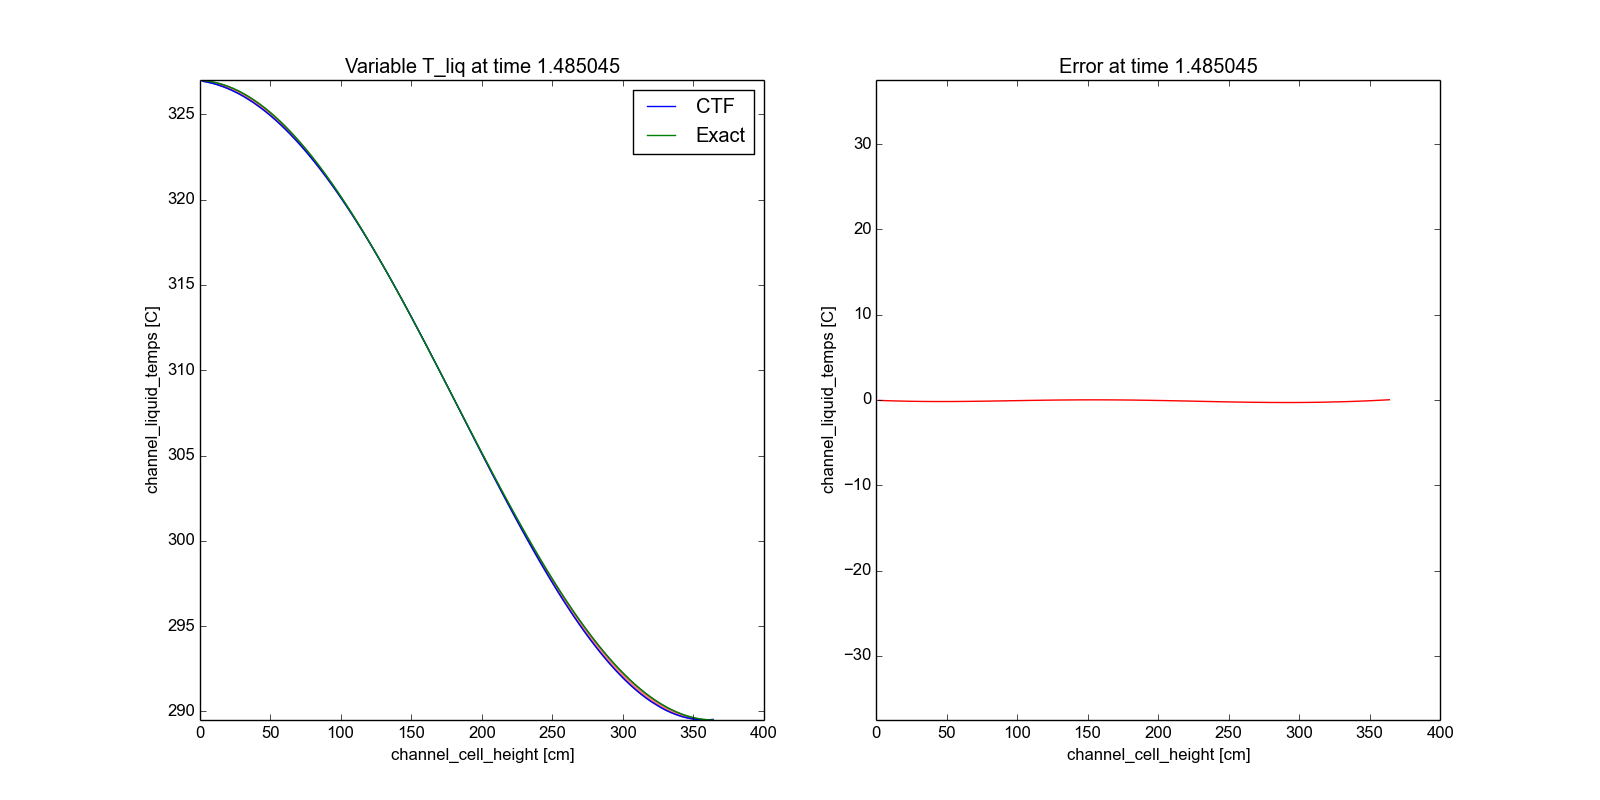 Variable T_liq at time 1.485045
CTF
Exact
325
320
315
310
305
300
295
290
0 50 100 150 200 250 300 350 400
channel_cell_height [cm]
channel_liquid_temps [C]
Error at time 1.485045
30
20
10
0
−10
−20
−30
0 50 100 150 200 250 300 350 400
channel_cell_height [cm]
channel_liquid_temps [C]